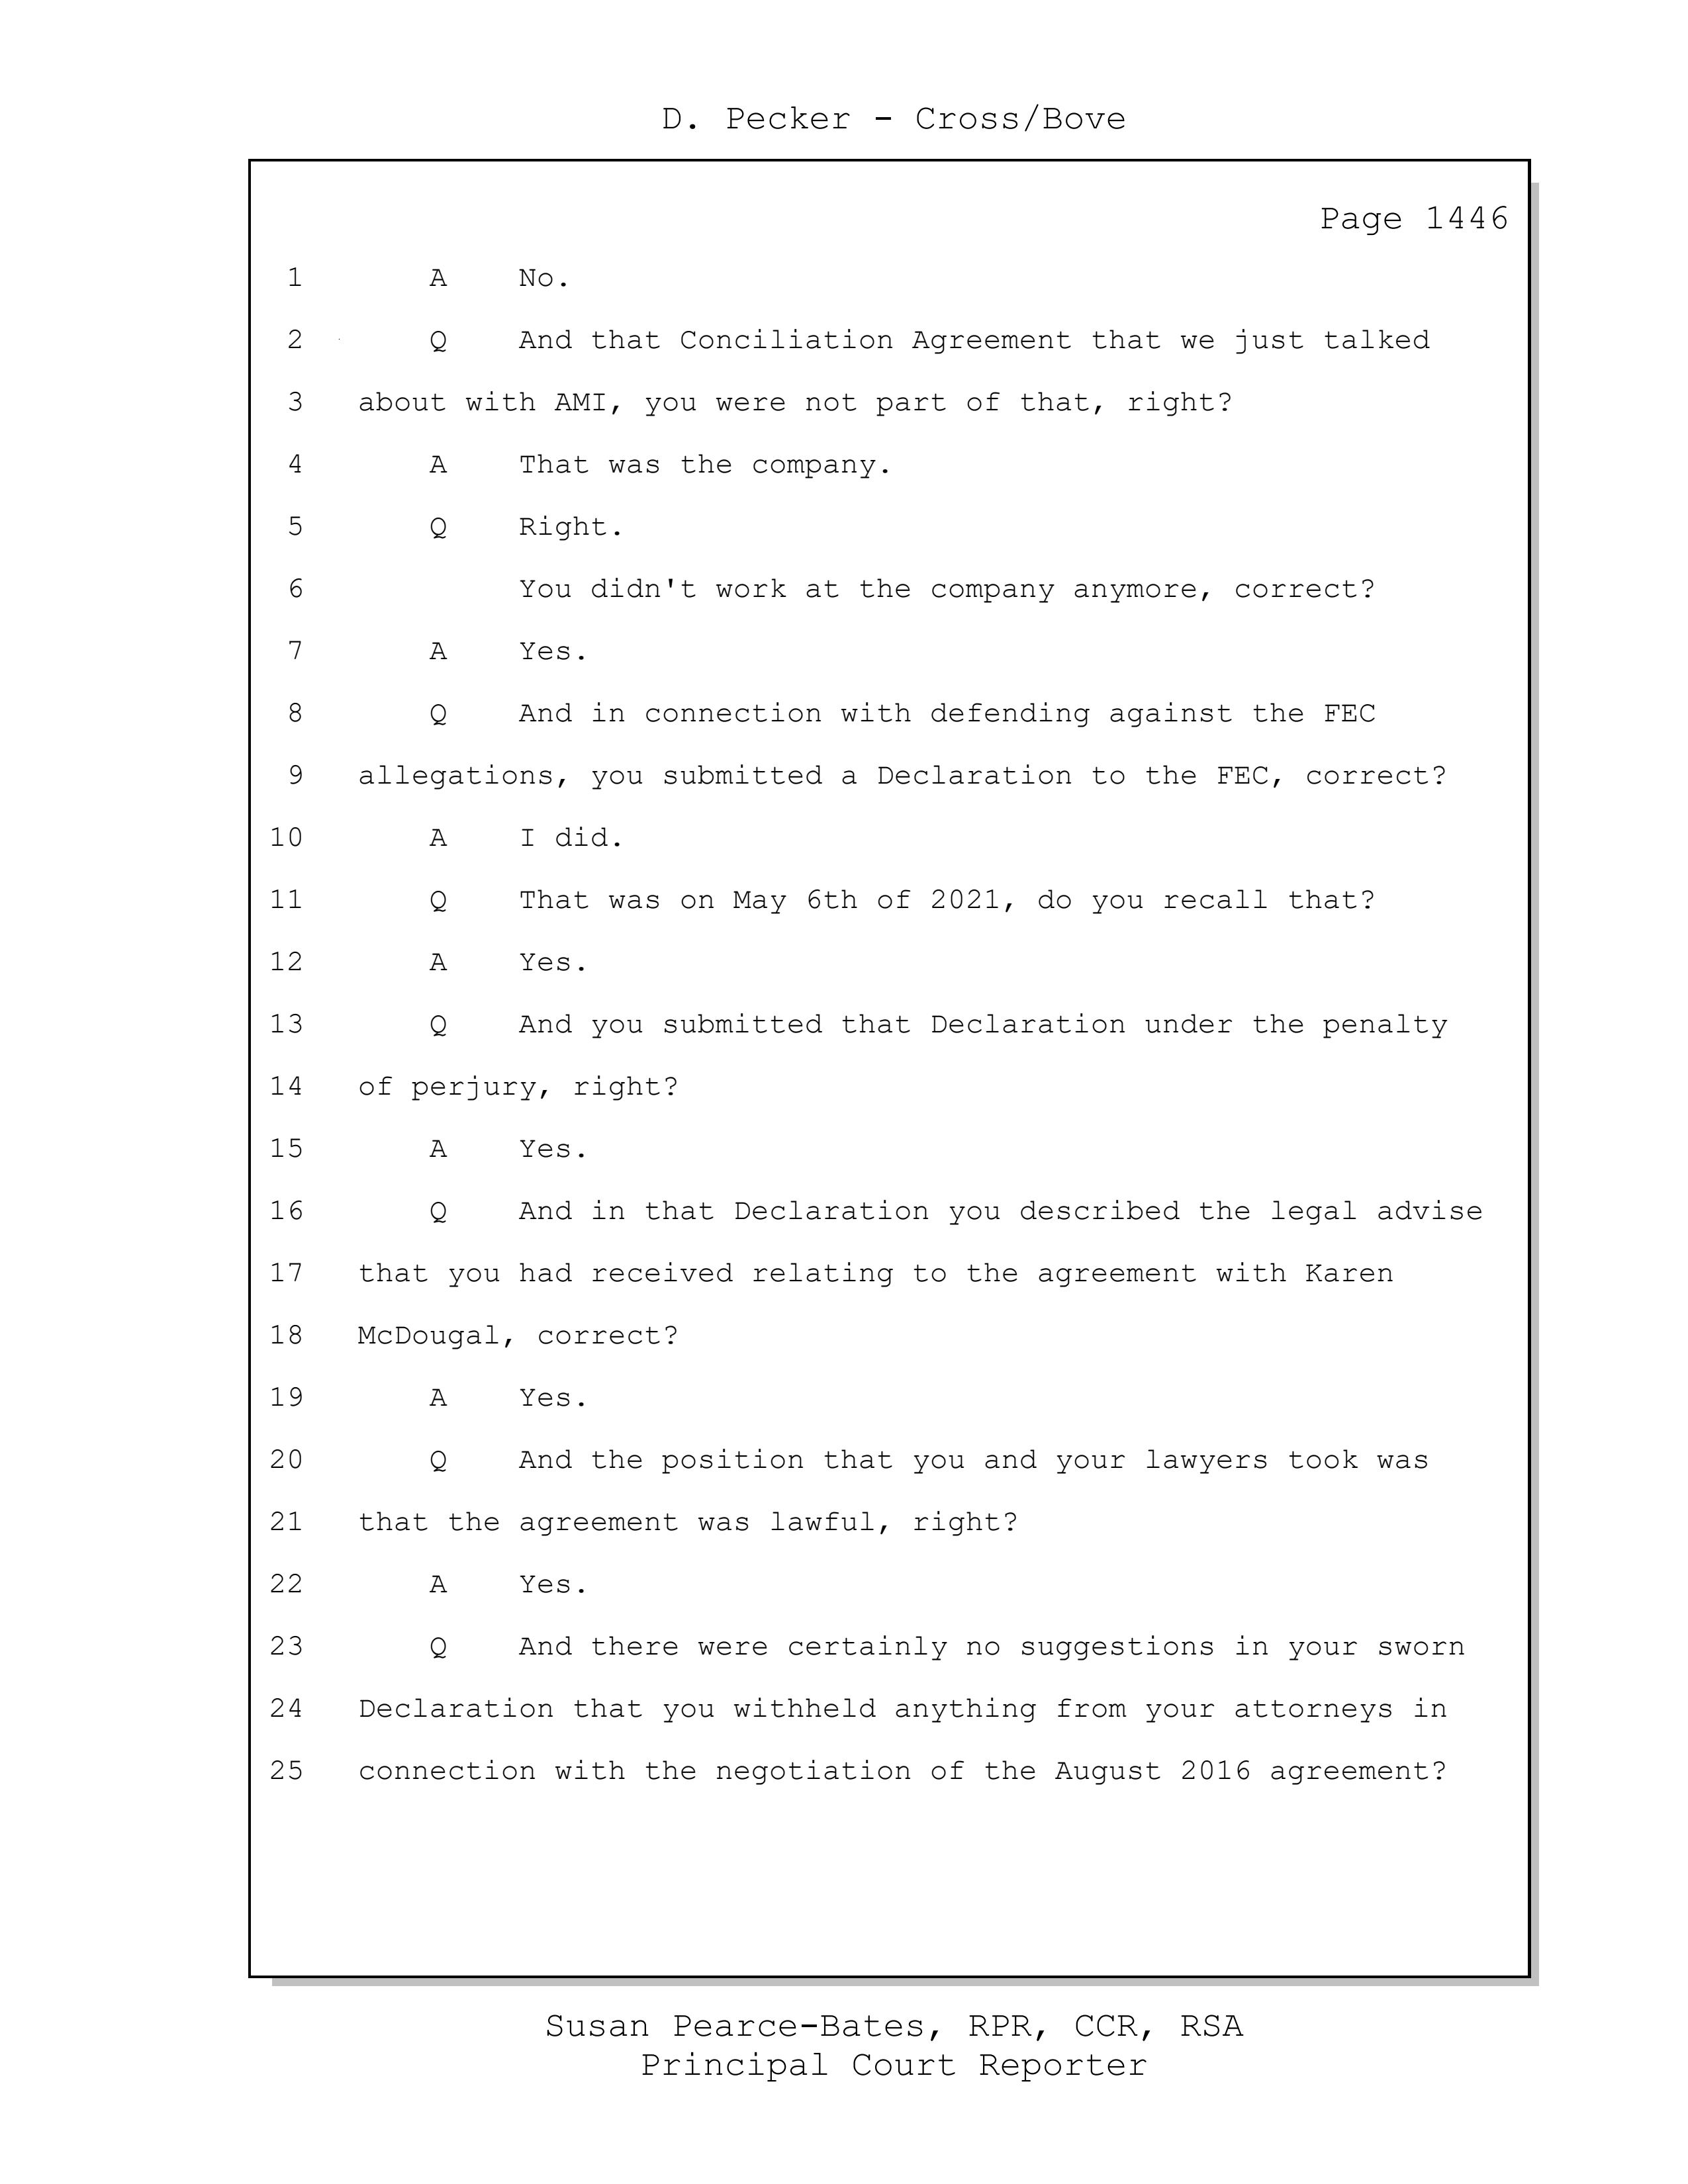 D. Pecker - Cross/Bove
Page 1446
1 A No.
2 Q And that Conciliation Agreement that we just talked
3 about with AMI, you were not part of that, right?
4 A That was the company.
5 Q Right.
6 You didn't work at the company anymore, correct?
7 A Yes.
8 Q And in connection with defending against the FEC
9 allegations, you submitted a Declaration to the FEC, correct?
10 A I did.
11 Q That was on May 6th of 2021, do you recall that?
12 A Yes.
13 Q And you submitted that Declaration under the penalty
14 of perjury, right?
15 A Yes.
16 Q And in that Declaration you described the legal advise
17 that you had received relating to the agreement with Karen
18 McDougal, correct?
19 A Yes.
20 Q And the position that you and your lawyers took was
21 that the agreement was lawful, right?
22 A Yes.
23 Q And there were certainly no suggestions in your sworn
24 Declaration that you withheld anything from your attorneys in
25 connection with the negotiation of the August 2016 agreement?
Susan Pearce-Bates, RPR, CCR, RSA
Principal Court Reporter